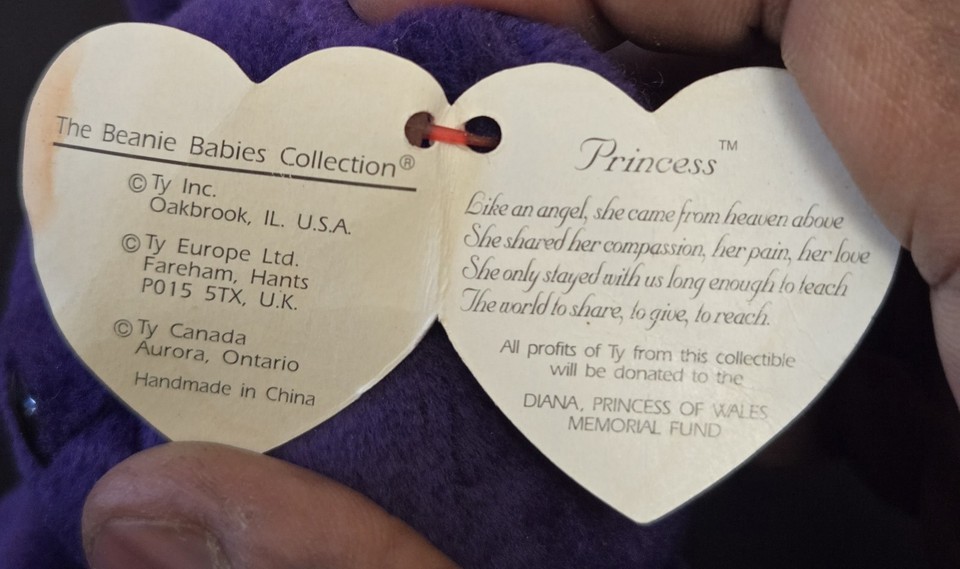 The Beanie Babies Collection®
© Ty Inc.
Oakbrook, IL. U.S.A.
© Ty Europe Ltd.
Fareham, Hants
P015 5TX, U.K.
© Ty Canada
Aurora, Ontario
Handmade in China
Princess™
Like an angel, she came from heaven above
She shared her compassion, her pain, her love
She only stayed with us long enough to teach
The world to share, to give, to reach.
All profits of Ty from this collectible
will be donated to the
DIANA, PRINCESS OF WALES
MEMORIAL FUND